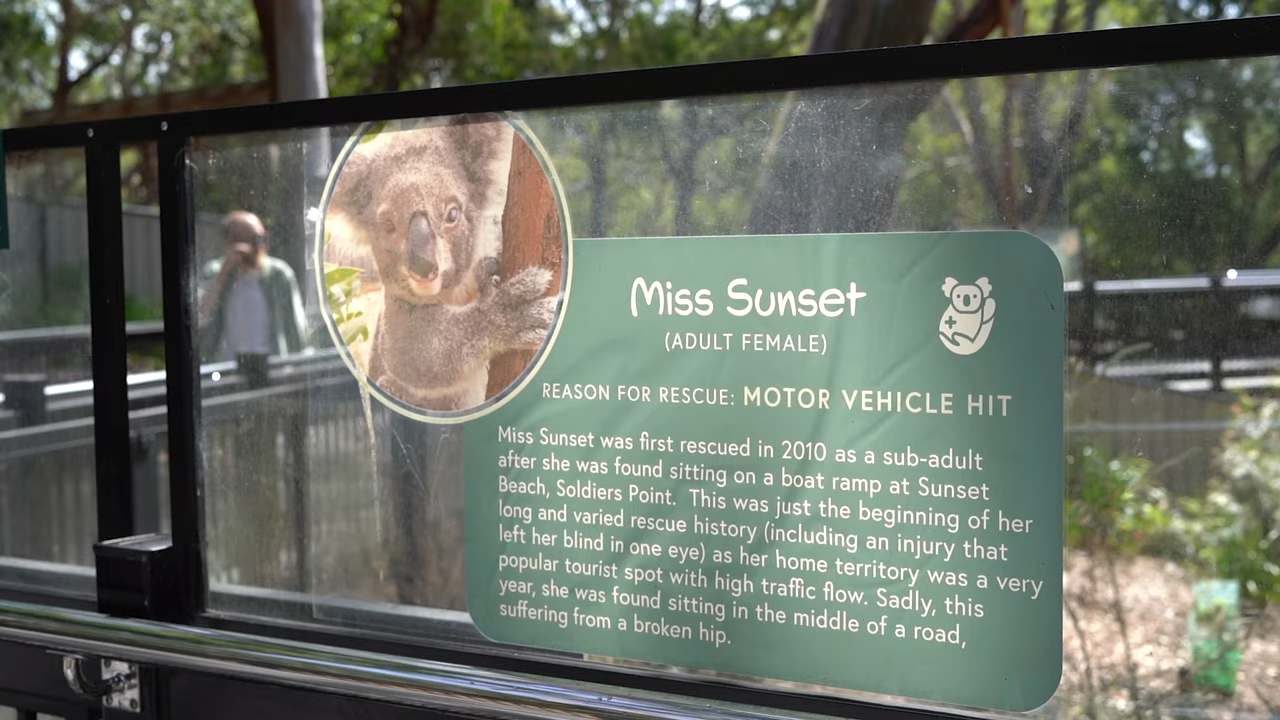 Miss Sunset
(ADULT FEMALE)
REASON FOR RESCUE: MOTOR VEHICLE HIT
Miss Sunset was first rescued in 2010 as a sub-adult
after she was found sitting on a boat ramp at Sunset
Beach, Soldiers Point. This was just the beginning of her
long and varied rescue history (including an injury that
left her blind in one eye) as her home territory was a very
popular tourist spot with high traffic flow. Sadly, this
year, she was found sitting in the middle of a road,
suffering from a broken hip.